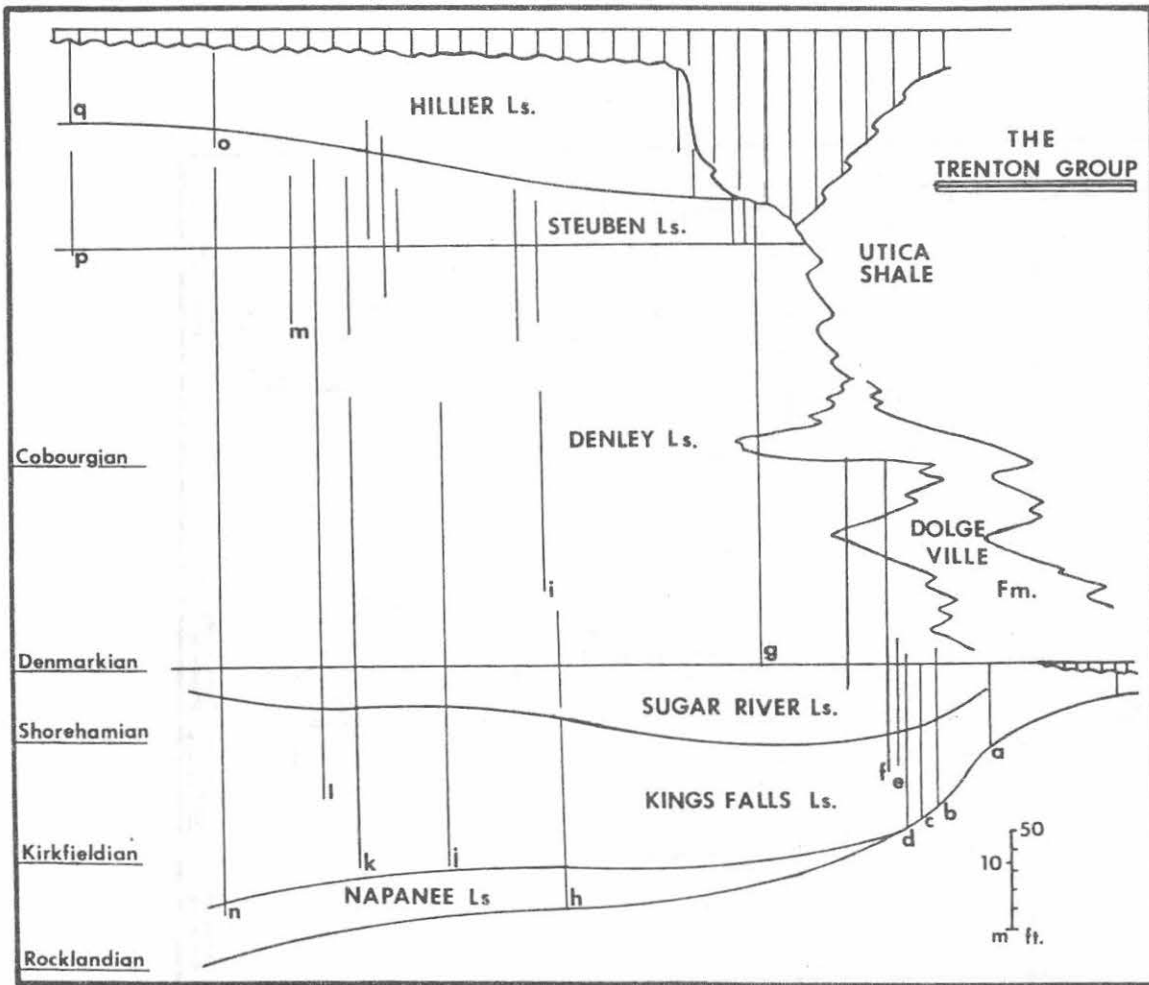 q
HILLIER Ls.
o
THE
TRENTON GROUP
STEUBEN Ls.
p
UTICA
SHALE
m
DENLEY Ls.
Cobourgian
DOLGE
VILLE
Fm.
i
Denmarkian
g
SUGAR RIVER Ls.
Shorehamian
a
f
e
l
KINGS FALLS Ls.
b
c
d
50
Kirkfieldian
k
j
10
NAPANEE Ls
n
h
m ft.
Rocklandian